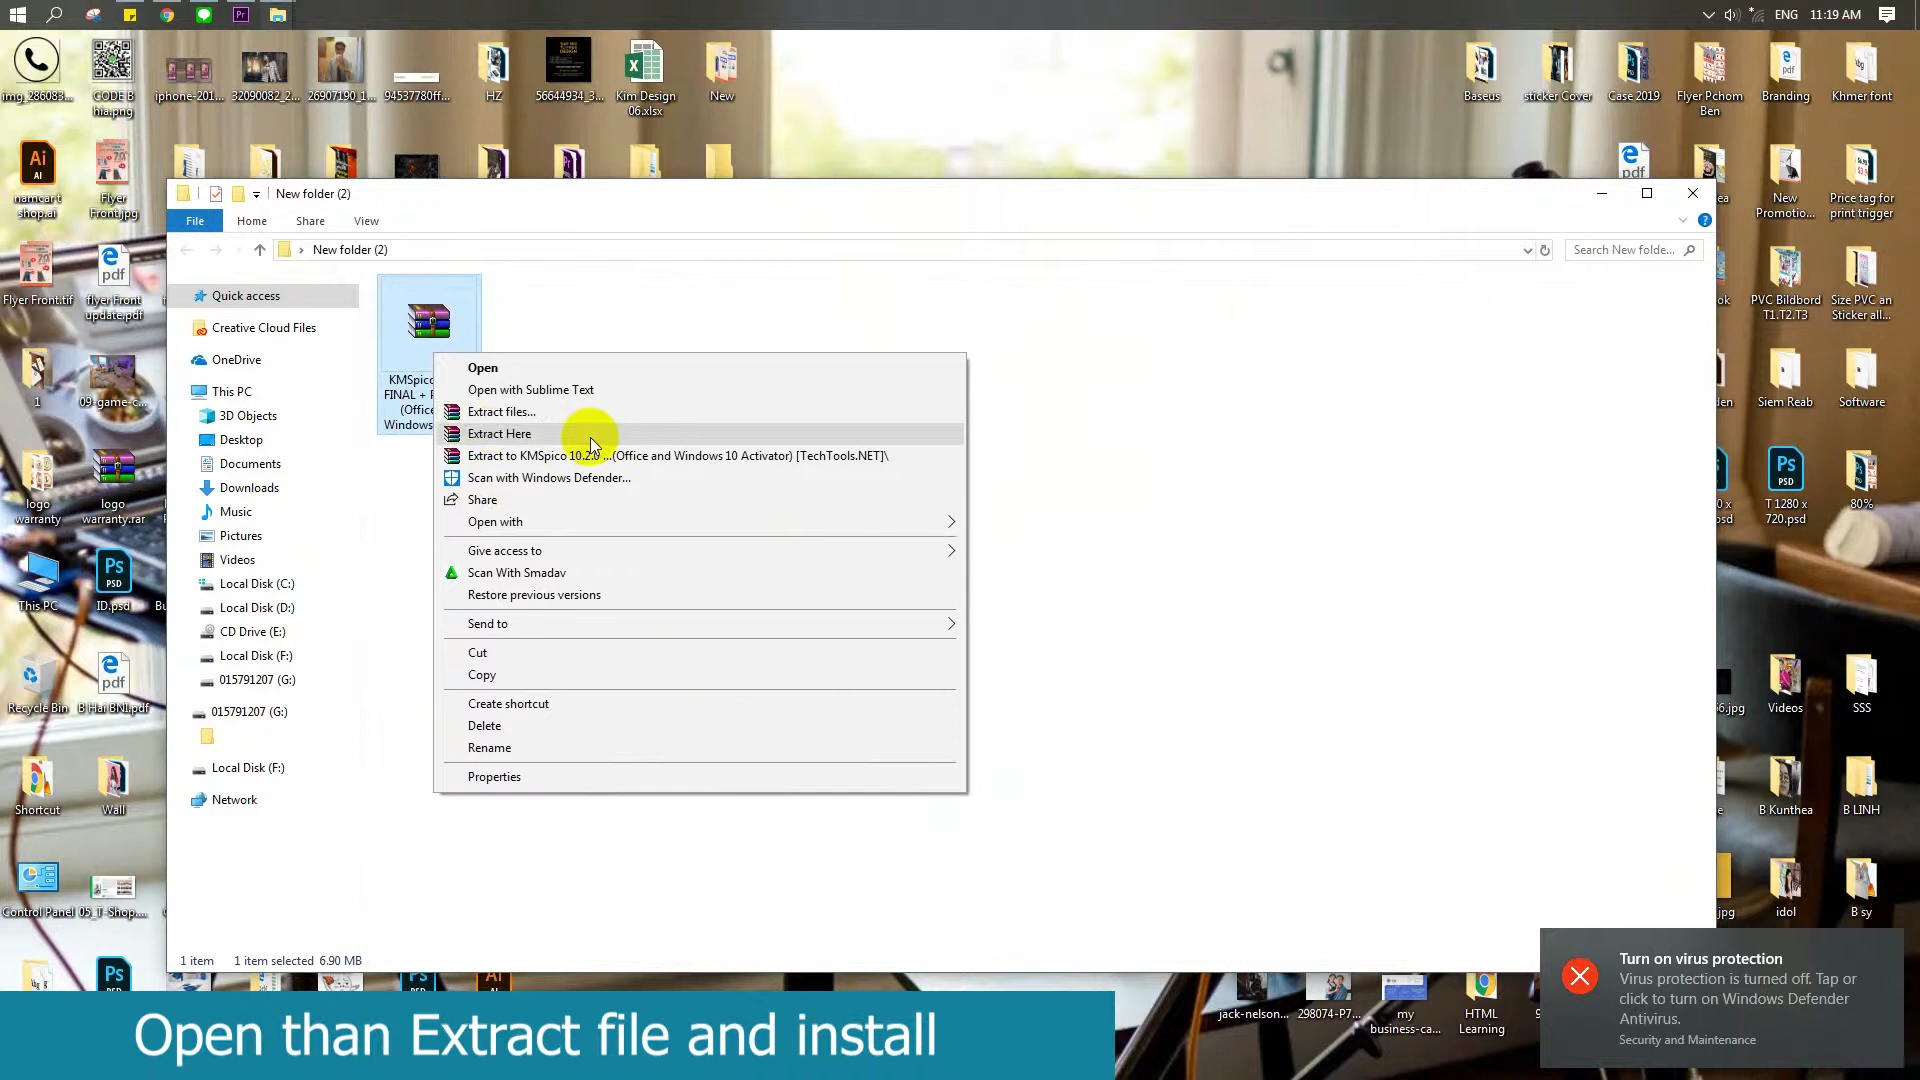 ENG 11:19 AM
img_286083...
CODE B
hia.png
iphone-201...
32090082_2...
26907190_1...
94537780ff...
HZ
56644934_3...
Kim Design
06.xlsx
New
Baseus
sticker Cover
Case 2019
Flyer Pchom
Ben
Branding
Khmer font
namcart
shop.ai
Flyer
Front.jpg
New
Promotio...
Price tag for
print trigger
New folder (2)
File Home Share View
New folder (2)
Search New folde...
Flyer Front.tif
flyer Front
update.pdf
PVC Bildbord
T1.T2.T3
Size PVC an
Sticker all...
Quick access
Creative Cloud Files
OneDrive
This PC
3D Objects
Desktop
Documents
Downloads
Music
Pictures
Videos
Local Disk (C:)
Local Disk (D:)
CD Drive (E:)
Local Disk (F:)
015791207 (G:)
015791207 (G:)
Local Disk (F:)
Network
KMSpico
FINAL +
(Office
Windows
Open
Open with Sublime Text
Extract files...
Extract Here
Extract to KMSpico 10.2.0 ...(Office and Windows 10 Activator) [TechTools.NET]\
Scan with Windows Defender...
Share
Open with
Give access to
Scan With Smadav
Restore previous versions
Send to
Cut
Copy
Create shortcut
Delete
Rename
Properties
1
09-game-c...
Siem Reab
Software
logo
warranty
logo
warranty.rar
T 1280 x
720.psd
80%
This PC
ID.psd
Recycle Bin
B Hai BNI.pdf
Videos
SSS
Shortcut
Wall
B Kunthea
B LINH
Control Panel
05_T-Shop....
idol
B sy
1 item 1 item selected 6.90 MB
jack-nelson...
298074-P7...
my
business-ca...
HTML
Learning
Turn on virus protection
Virus protection is turned off. Tap or
click to turn on Windows Defender
Antivirus.
Security and Maintenance
Open than Extract file and install